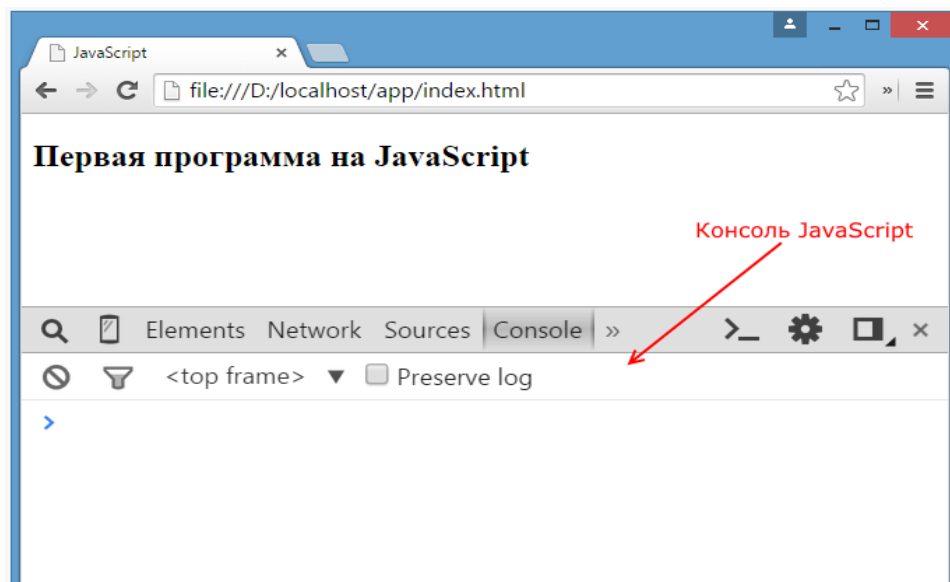 JavaScript
file:///D:/localhost/app/index.html
Первая программа на JavaScript
Консоль JavaScript
Elements Network Sources Console »
<top frame> ▼ Preserve log